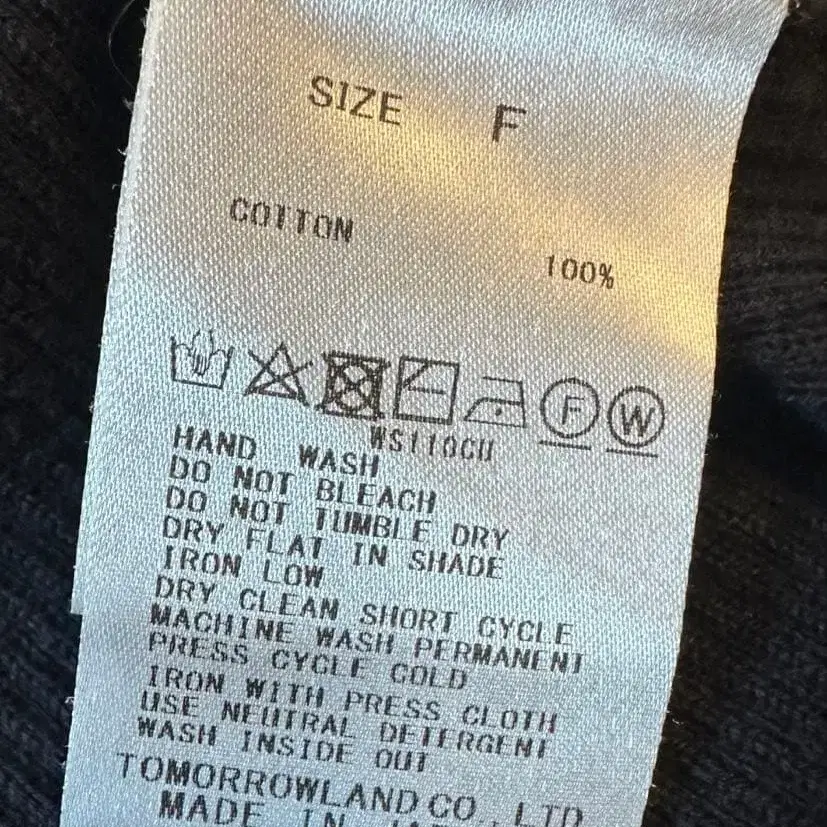 SIZE F
COTTON
100%
F W
WS110CU
HAND WASH
DO NOT BLEACH
DO NOT TUMBLE DRY
DRY FLAT IN SHADE
IRON LOW
DRY CLEAN SHORT CYCLE
MACHINE WASH PERMANENT
PRESS CYCLE COLD
IRON WITH PRESS CLOTH
USE NEUTRAL DETERGENT
WASH INSIDE OUT
TOMORROWLAND CO., LTD
MADE IN